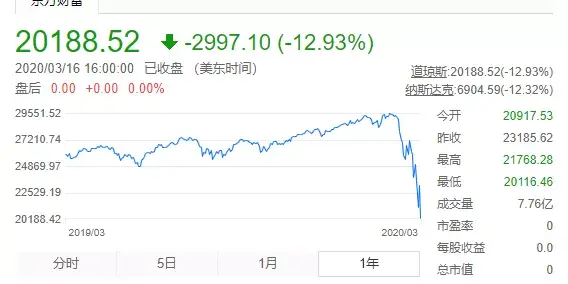 东方财富
20188.52 -2997.10 (-12.93%)
2020/03/16 16:00:00 已收盘 （美东时间）
盘后 0.00 +0.00 0.00%
道琼斯:20188.52(-12.93%)
纳斯达克:6904.59(-12.32%)
29551.52
27210.74
24869.97
22529.19
20188.42
2019/03 2020/03
分时 5日 1月 1年
今开 20917.53
昨收 23185.62
最高 21768.28
最低 20116.46
成交量 7.76亿
市盈率 0
每股收益 0.0
总市值 0